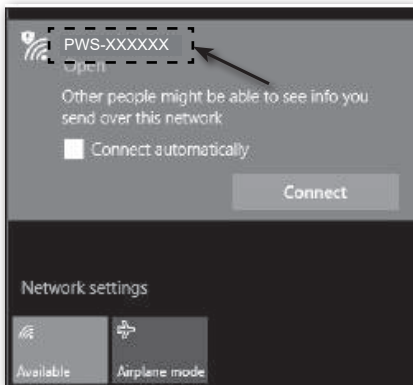 PWS-XXXXXX
Open
Other people might be able to see info you
send over this network
Connect automatically
Connect
Network settings
Available
Airplane mode